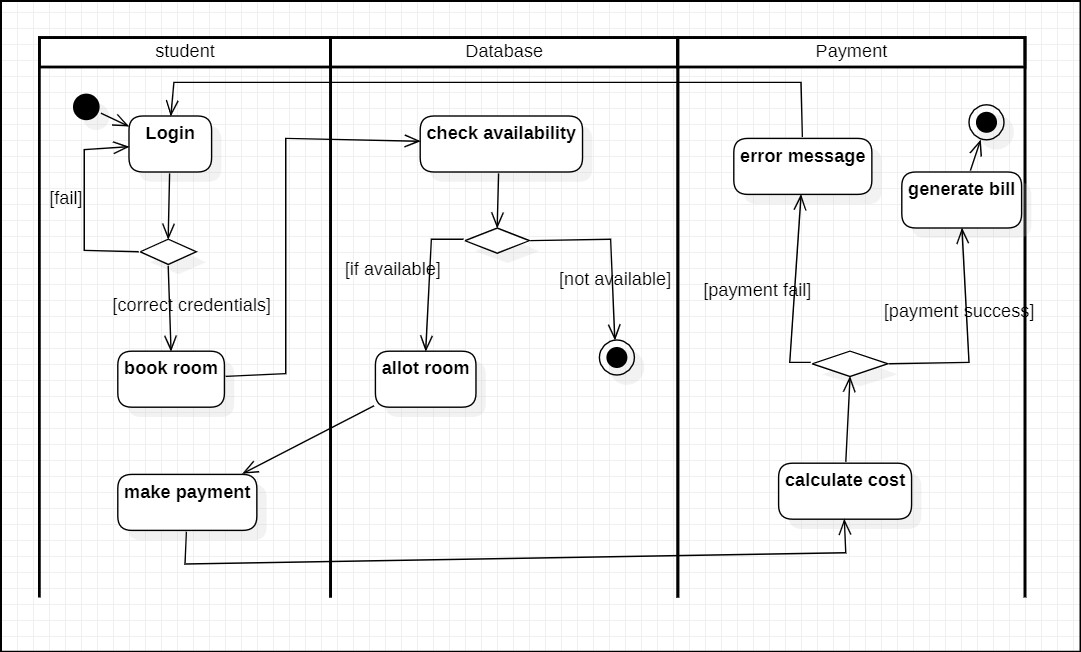 student
Database
Payment
Login
[fail]
[correct credentials]
book room
make payment
check availability
[if available]
[not available]
allot room
error message
generate bill
[payment fail]
[payment success]
calculate cost